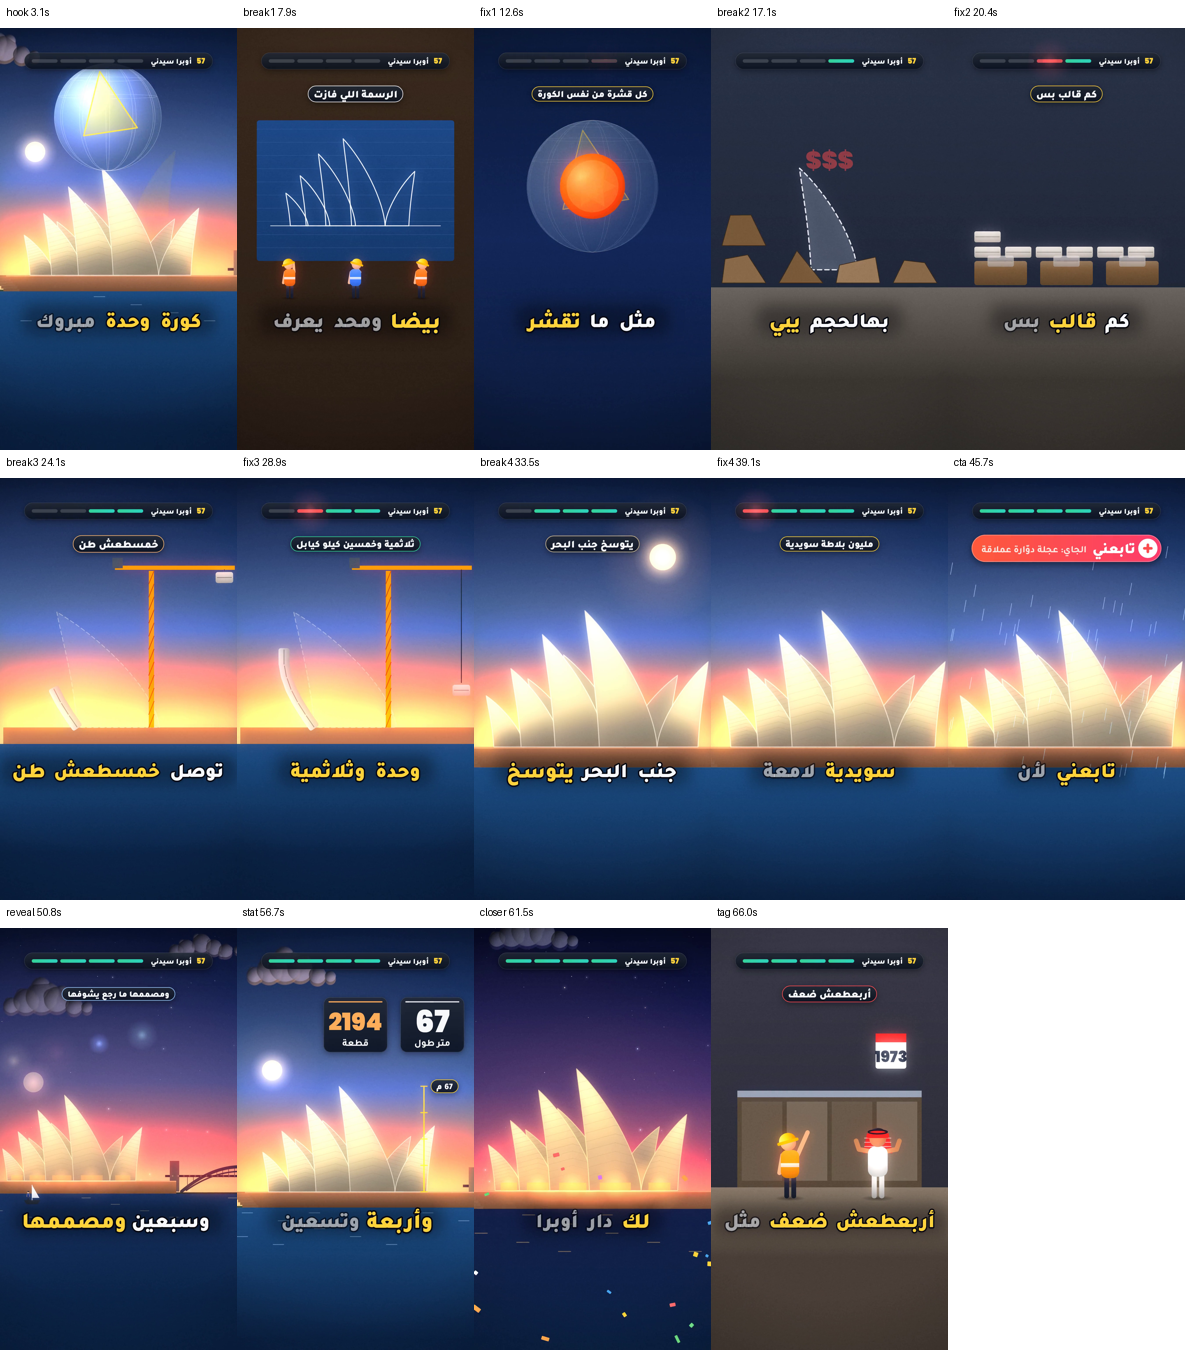 hook 3.1s
57 أوبرا سيدني
كورة وحدة مبروك
break1 7.9s
57 أوبرا سيدني
الرسمة اللي فازت
بيضا ومحد يعرف
fix1 12.6s
57 أوبرا سيدني
كل قشرة من نفس الكورة
مثل ما تقشر
break2 17.1s
57 أوبرا سيدني
$$$
بهالحجم يبي
fix2 20.4s
57 أوبرا سيدني
كم قالب بس
كم قالب بس
break3 24.1s
57 أوبرا سيدني
خمسطعش طن
توصل خمسطعش طن
fix3 28.9s
57 أوبرا سيدني
ثلاثمية وخمسين كيلو كيابل
وحدة وثلاثمية
break4 33.5s
57 أوبرا سيدني
يتوسخ جنب البحر
جنب البحر يتوسخ
fix4 39.1s
57 أوبرا سيدني
مليون بلاطة سويدية
سويدية لامعة
cta 45.7s
57 أوبرا سيدني
تابعني الجاي: عجلة دوّارة عملاقة
تابعني لأن
reveal 50.8s
57 أوبرا سيدني
ومصممها ما رجع يشوفها
وسبعين ومصممها
stat 56.7s
57 أوبرا سيدني
67 متر طول
2194 قطعة
67 م
وأربعة وتسعين
closer 61.5s
57 أوبرا سيدني
لك دار أوبرا
tag 66.0s
57 أوبرا سيدني
أربعطعش ضعف
1973
أربعطعش ضعف مثل